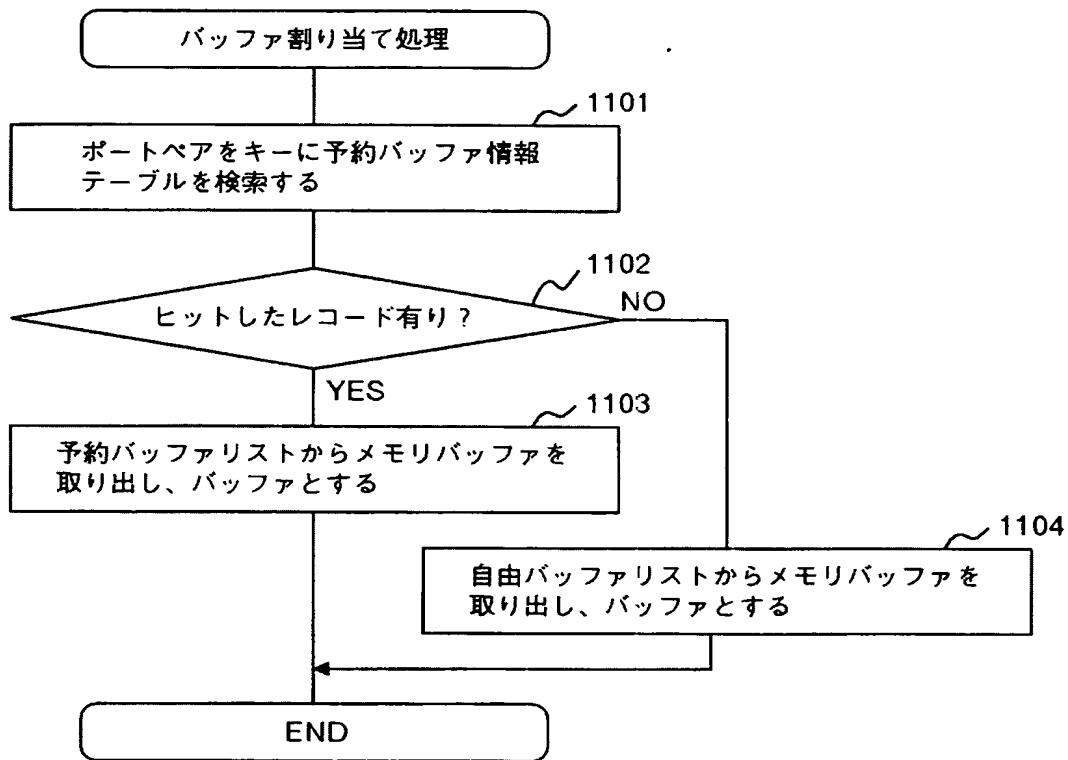 バッファ割り当て処理
1101
ポートペアをキーに予約バッファ情報
テーブルを検索する
1102
ヒットしたレコード有り？
NO
YES
1103
予約バッファリストからメモリバッファを
取り出し、バッファとする
1104
自由バッファリストからメモリバッファを
取り出し、バッファとする
END